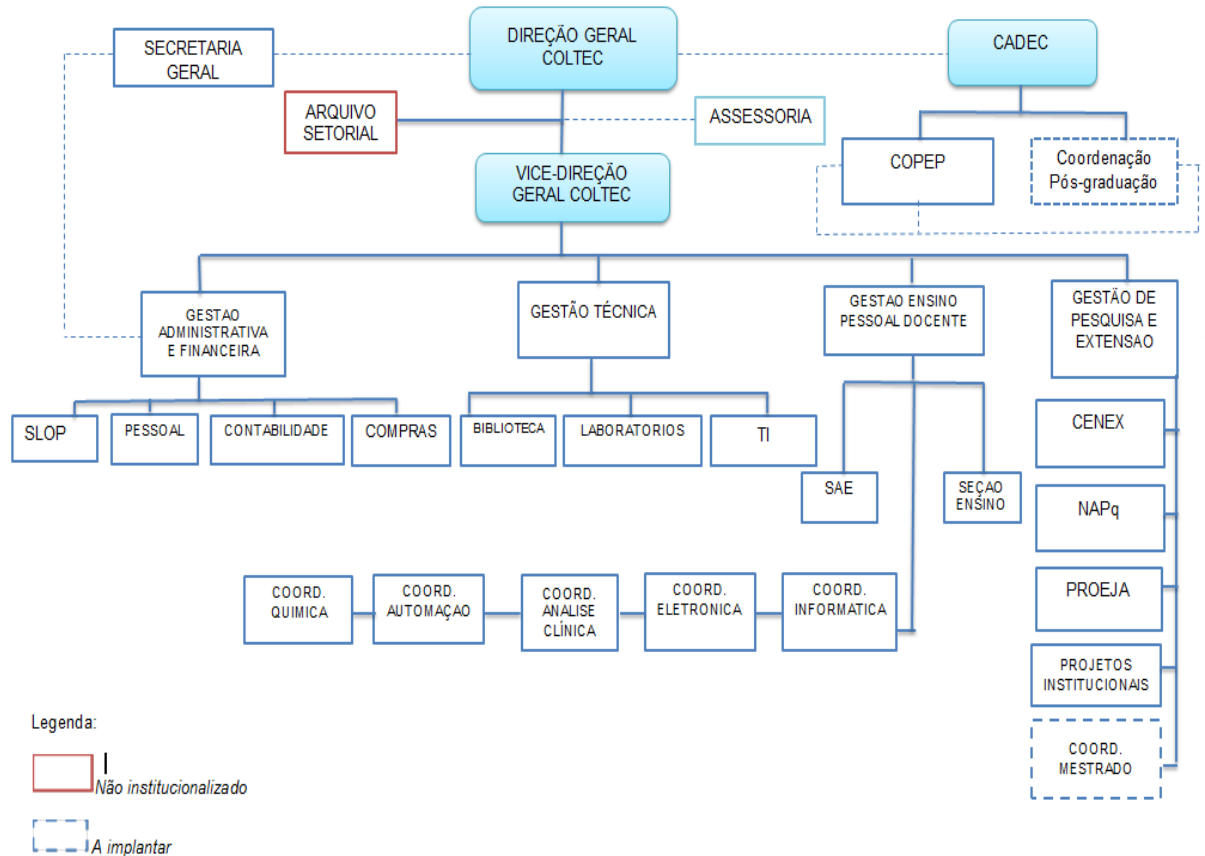 DIREÇÃO GERAL
COLTEC
SECRETARIA
GERAL
CADEC
ARQUIVO
SETORIAL
ASSESSORIA
COPEP
Coordenação
Pós-graduação
VICE-DIREÇÃO
GERAL COLTEC
GESTAO
ADMINISTRATIVA
E FINANCEIRA
GESTÃO TÉCNICA
GESTAO ENSINO
PESSOAL DOCENTE
GESTÃO DE
PESQUISA E
EXTENSAO
SLOP
PESSOAL
CONTABILIDADE
COMPRAS
BIBLIOTECA
LABORATORIOS
TI
CENEX
SAE
SEÇAO
ENSINO
NAPq
COORD.
QUIMICA
COORD.
AUTOMAÇAO
COORD.
ANALISE
CLÍNICA
COORD.
ELETRONICA
COORD.
INFORMATICA
PROEJA
PROJETOS
INSTITUCIONAIS
COORD.
MESTRADO
Legenda:
Não institucionalizado
A implantar